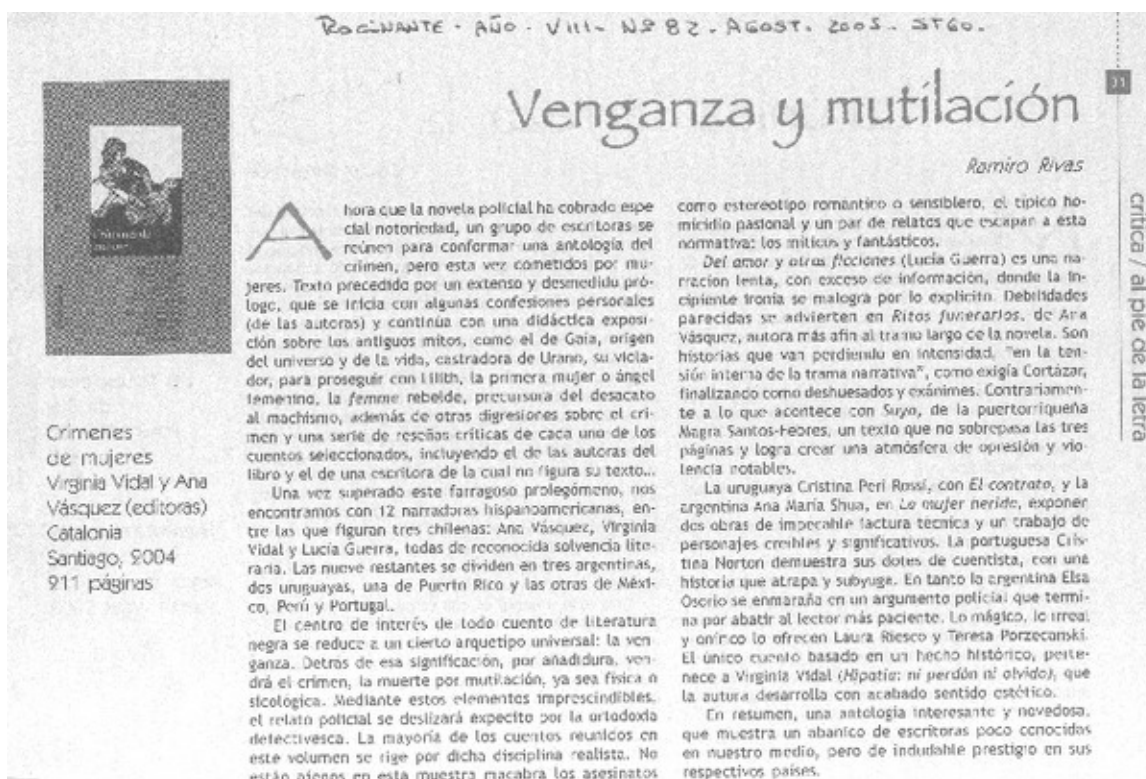 ROCINANTE - AÑO - VIII - Nº 82 - AGOST. 2005 - STGO.
31
Venganza y mutilación
Ramiro Rivas
crítica / al pie de la letra
Crímenes
de mujeres
Virginia Vidal y Ana
Vásquez (editoras)
Catalonia
Santiago, 2004
211 páginas
Ahora que la novela policial ha cobrado espe-
cial notoriedad, un grupo de escritoras se
reúnen para conformar una antología del
crimen, pero esta vez cometidos por mu-
jeres. Texto precedido por un extenso y desmedido pró-
logo, que se inicia con algunas confesiones personales
(de las autoras) y continúa con una didáctica exposi-
ción sobre los antiguos mitos, como el de Gaia, origen
del universo y de la vida, castradora de Urano, su viola-
dor, para proseguir con Lilith, la primera mujer o ángel
femenino, la femme rebelde, precursora del desacato
al machismo, además de otras digresiones sobre el cri-
men y una serie de reseñas críticas de cada uno de los
cuentos seleccionados, incluyendo el de las autoras del
libro y el de una escritora de la cual no figura su texto...
Una vez superado este farragoso prolegómeno, nos
encontramos con 12 narradoras hispanoamericanas, en-
tre las que figuran tres chilenas: Ana Vásquez, Virginia
Vidal y Lucía Guerra, todas de reconocida solvencia lite-
raria. Las nueve restantes se dividen en tres argentinas,
dos uruguayas, una de Puerto Rico y las otras de Méxi-
co, Perú y Portugal.
El centro de interés de todo cuento de literatura
negra se reduce a un cierto arquetipo universal: la ven-
ganza. Detrás de esa significación, por añadidura, ven-
drá el crimen, la muerte por mutilación, ya sea física o
sicológica. Mediante estos elementos imprescindibles,
el relato policial se deslizará expedito por la ortodoxia
detectivesca. La mayoría de los cuentos reunidos en
este volumen se rige por dicha disciplina realista. No
están ajenos en esta muestra macabra los asesinatos
como estereotipo romántico o sensiblero, el típico ho-
micidio pasional y un par de relatos que escapan a esta
normativa: los míticos y fantásticos.
Del amor y otras ficciones (Lucía Guerra) es una na-
rración lenta, con exceso de información, donde la in-
cipiente ironía se malogra por lo explícito. Debilidades
parecidas se advierten en Ritos funerarios, de Ana
Vásquez, autora más afín al tramo largo de la novela. Son
historias que van perdiendo en intensidad, "en la ten-
sión interna de la trama narrativa", como exigía Cortázar,
finalizando como deshuesados y exánimes. Contrariamen-
te a lo que acontece con Suyo, de la puertorriqueña
Magra Santos-Febres, un texto que no sobrepasa las tres
páginas y logra crear una atmósfera de opresión y vio-
lencia notables.
La uruguaya Cristina Peri Rossi, con El contrato, y la
argentina Ana María Shua, en La mujer herida, exponen
dos obras de impecable factura técnica y un trabajo de
personajes creíbles y significativos. La portuguesa Cris-
tina Norton demuestra sus dotes de cuentista, con una
historia que atrapa y subyuga. En tanto la argentina Elsa
Osorio se enmaraña en un argumento policial que termi-
na por abatir al lector más paciente. Lo mágico, lo irreal
y onírico lo ofrecen Laura Riesco y Teresa Porzecanski.
El único cuento basado en un hecho histórico, perte-
nece a Virginia Vidal (Hipatia: ni perdón ni olvido), que
la autora desarrolla con acabado sentido estético.
En resumen, una antología interesante y novedosa,
que muestra un abanico de escritoras poco conocidas
en nuestro medio, pero de indudable prestigio en sus
respectivos países.